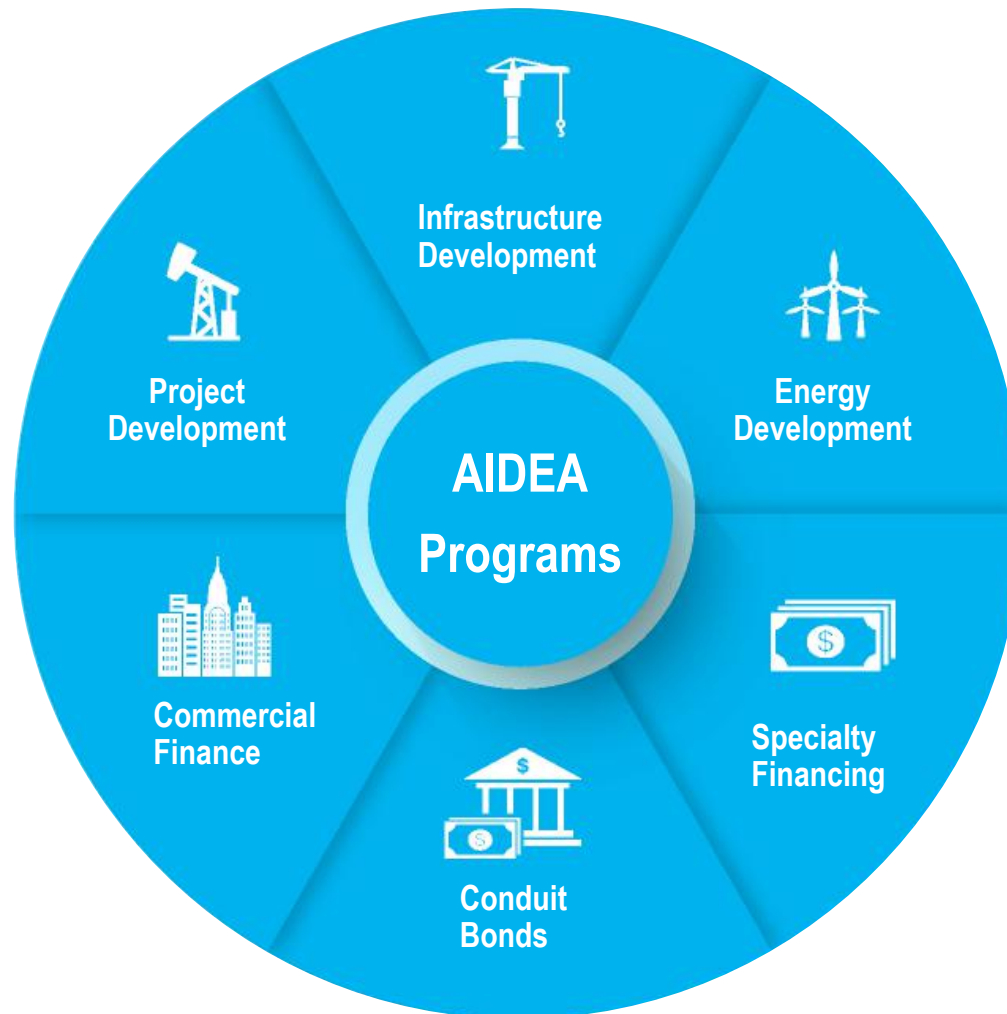 Infrastructure
Development
Project
Development
Energy
Development
AIDEA
Programs
Commercial
Finance
Specialty
Financing
Conduit
Bonds
$
$
$